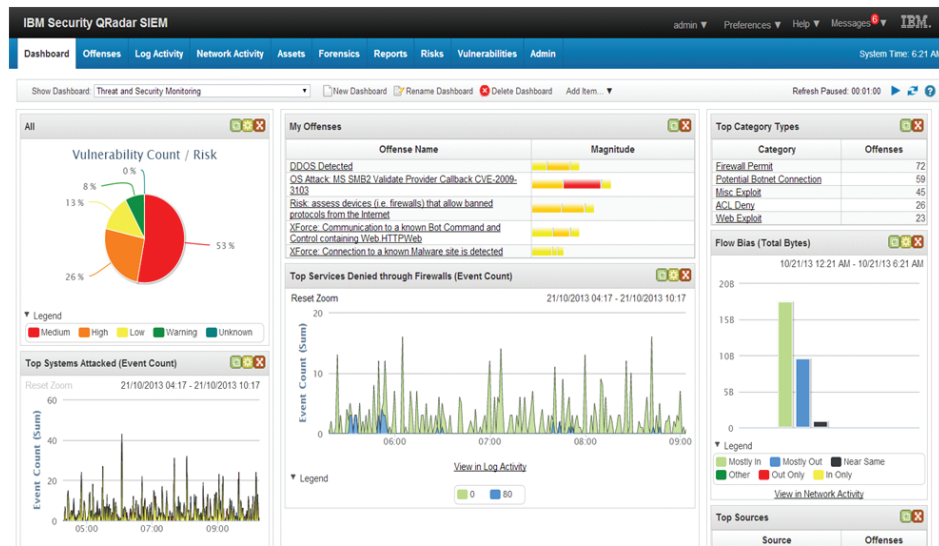 IBM Security QRadar SIEM
admin ▼ Preferences ▼ Help ▼ Messages 6 ▼ IBM.
Dashboard Offenses Log Activity Network Activity Assets Forensics Reports Risks Vulnerabilities Admin System Time: 6:21 AM
Show Dashboard: Threat and Security Monitoring ▼ New Dashboard Rename Dashboard Delete Dashboard Add Item... ▼ Refresh Paused: 00:01:00
All
Vulnerability Count / Risk
0 %
8 %
13 %
53 %
26 %
▼ Legend
Medium High Low Warning Unknown
Top Systems Attacked (Event Count)
Reset Zoom 21/10/2013 04:17 - 21/10/2013 10:17
Event Count (Sum)
60
40
20
0
05:00 07:00 09:00
My Offenses
Offense Name Magnitude
DDOS Detected
OS Attack: MS SMB2 Validate Provider Callback CVE-2009-
3103
Risk: assess devices (i.e. firewalls) that allow banned
protocols from the Internet
XForce: Communication to a known Bot Command and
Control containing Web.HTTPWeb
XForce: Connection to a known Malware site is detected
Top Services Denied through Firewalls (Event Count)
Reset Zoom 21/10/2013 04:17 - 21/10/2013 10:17
Event Count (Sum)
20
10
0
06:00 07:00 08:00 09:00
View in Log Activity
▼ Legend
0 80
Top Category Types
Category Offenses
Firewall Permit 72
Potential Botnet Connection 59
Misc Exploit 45
ACL Deny 26
Web Exploit 23
Flow Bias (Total Bytes)
10/21/13 12:21 AM - 10/21/13 6:21 AM
20B
15B
10B
5B
0
▼ Legend
Mostly In Mostly Out Near Same
Other Out Only In Only
View in Network Activity
Top Sources
Source Offenses